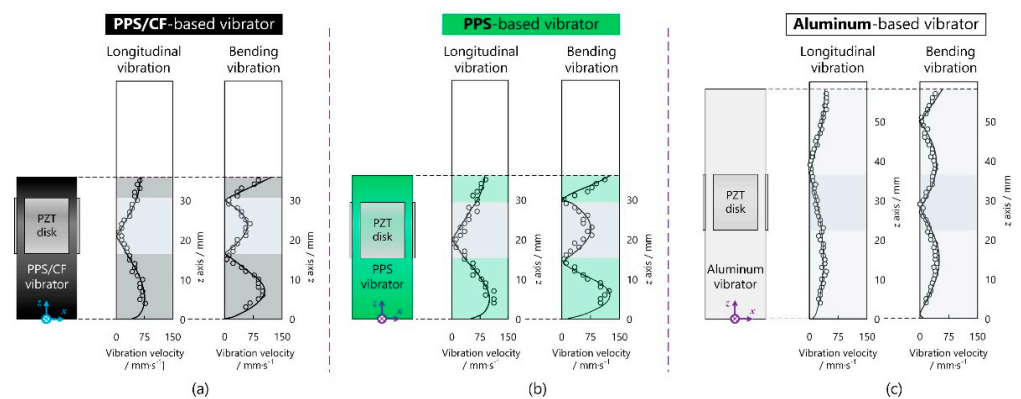 PPS/CF-based vibrator
Longitudinal
vibration
Bending
vibration
PZT
disk
PPS/CF
vibrator
z
x
30
20
10
0
z axis / mm
30
20
10
0
z axis / mm
0 75 150
0 75 150
Vibration velocity
/ mm·s⁻¹]
Vibration velocity
/ mm·s⁻¹
(a)
PPS-based vibrator
Longitudinal
vibration
Bending
vibration
PZT
disk
PPS
vibrator
z
x
30
20
10
0
z axis / mm
30
20
10
0
z axis / mm
0 75 150
0 75 150
Vibration velocity
/ mm·s⁻¹
Vibration velocity
/ mm·s⁻¹
(b)
Aluminum-based vibrator
Longitudinal
vibration
Bending
vibration
PZT
disk
Aluminum
vibrator
z
x
50
40
30
20
10
0
z axis / mm
50
40
30
20
10
0
z axis / mm
0 75 150
0 75 150
Vibration velocity
/ mm·s⁻¹
Vibration velocity
/ mm·s⁻¹
(c)